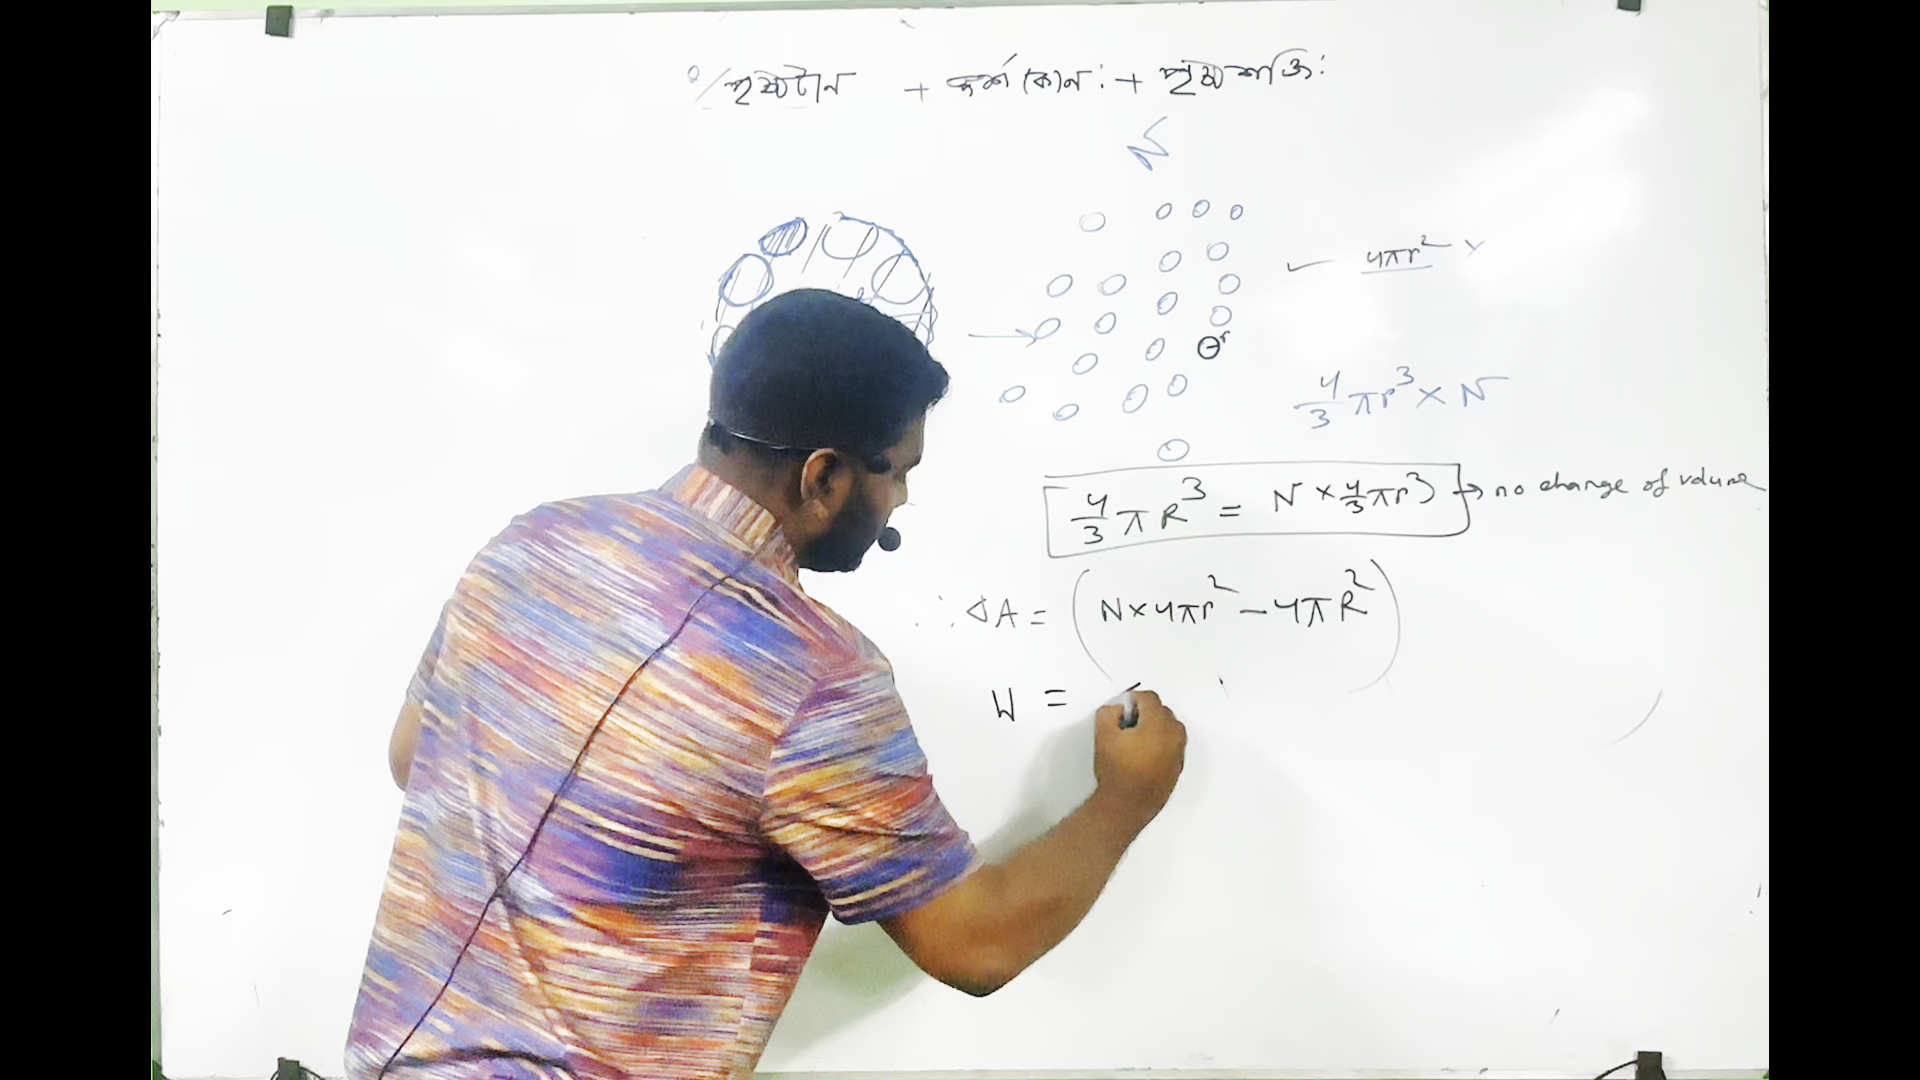 পৃষ্ঠটান + স্পর্শ কোণ : + পৃষ্ঠশক্তি :
N
4πr² ×
r
4/3 πr³ × N
4/3 πR³ = N × 4/3 πr³ → no change of volume
∴ ΔA = (N×4πr² − 4πR²)
W =